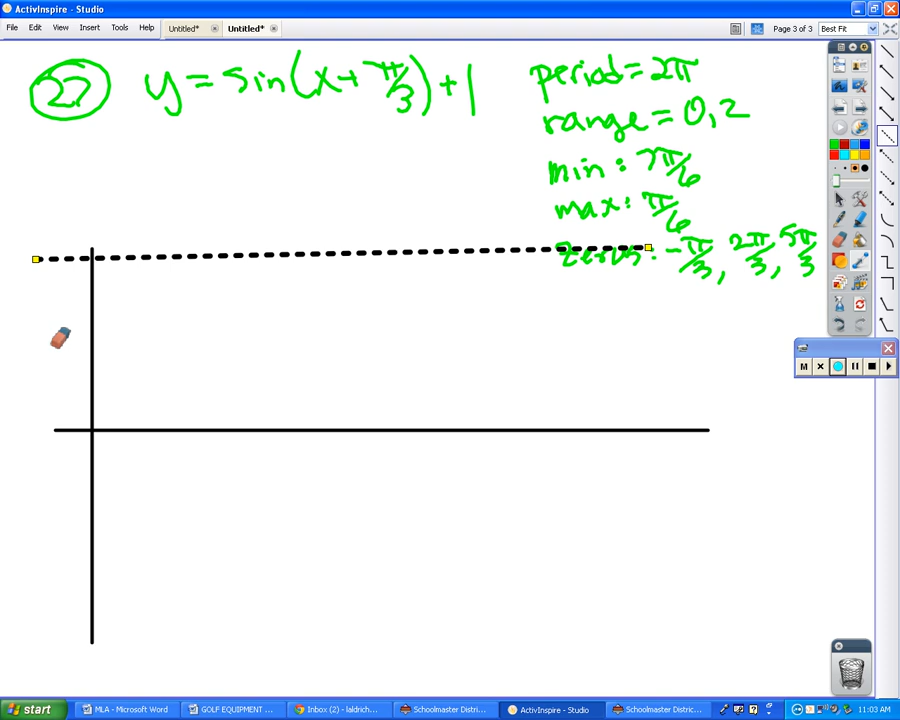 ActivInspire - Studio
File Edit View Insert Tools Help Untitled* Untitled* Page 3 of 3 Best Fit
27 y = sin(x + π/3) + 1
period = 2π
range = 0, 2
min : 7π/6
max : π/6
zeros : -π/3, 2π/3, 5π/3
M
start MLA - Microsoft Word GOLF EQUIPMENT ... Inbox (2) - laldrich... Schoolmaster Distri... ActivInspire - Studio Schoolmaster Distric... 11:03 AM